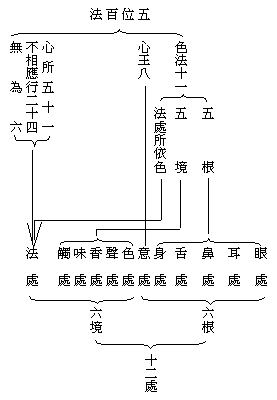 五位百法
色法十一
心王八
心所五十一
不相應行二十四
無為六
五根
五境
法處所依色
眼處
耳處
鼻處
舌處
身處
意處
色處
聲處
香處
味處
觸處
法處
六根
六境
十二處